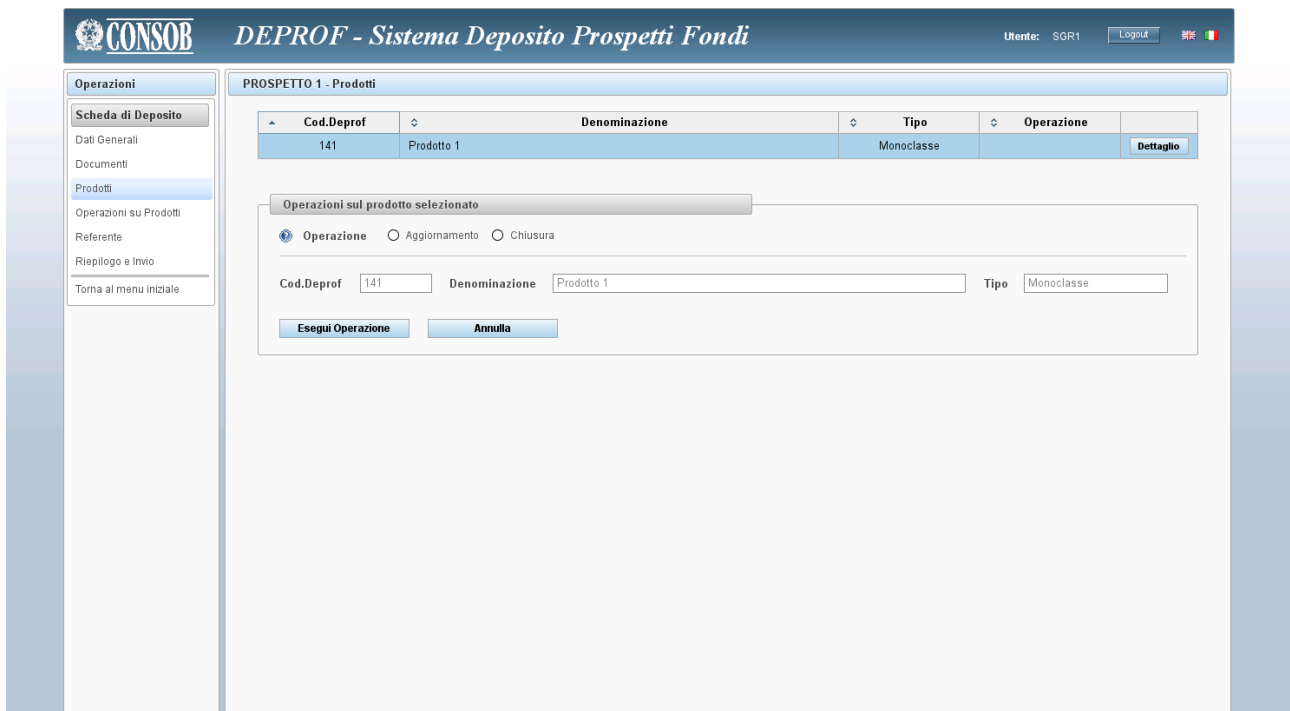 CONSOB DEPROF - Sistema Deposito Prospetti Fondi Utente: SGR1 Logout
Operazioni
Scheda di Deposito
Dati Generali
Documenti
Prodotti
Operazioni su Prodotti
Referente
Riepilogo e Invio
Torna al menu iniziale
PROSPETTO 1 - Prodotti
Cod.Deprof Denominazione Tipo Operazione
141 Prodotto 1 Monoclasse Dettaglio
Operazioni sul prodotto selezionato
Operazione Aggiornamento Chiusura
Cod.Deprof 141 Denominazione Prodotto 1 Tipo Monoclasse
Esegui Operazione Annulla